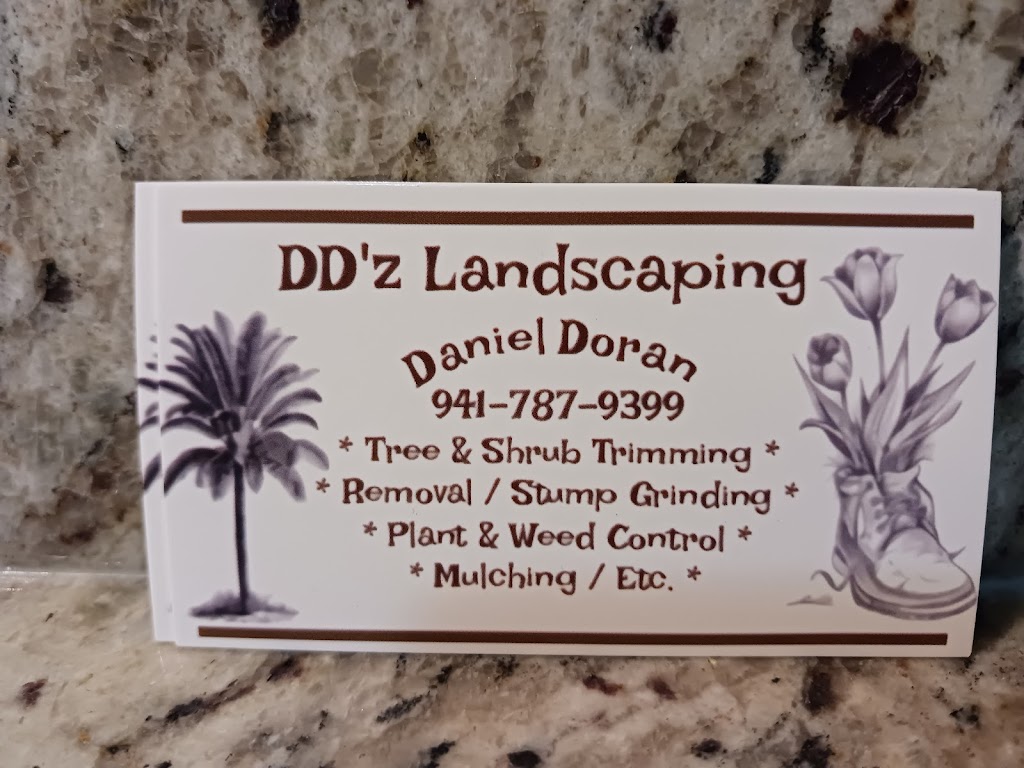 DD'z Landscaping
Daniel Doran
941-787-9399
* Tree & Shrub Trimming *
* Removal / Stump Grinding *
* Plant & Weed Control *
* Mulching / Etc. *